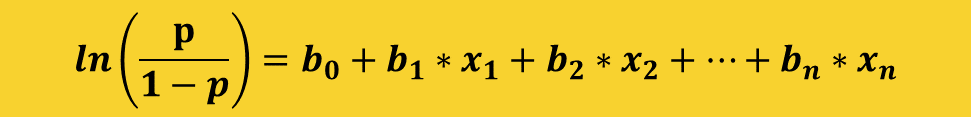 ln(p/(1 − p)) = b₀ + b₁ * x₁ + b₂ * x₂ + ⋯ + bₙ * xₙ